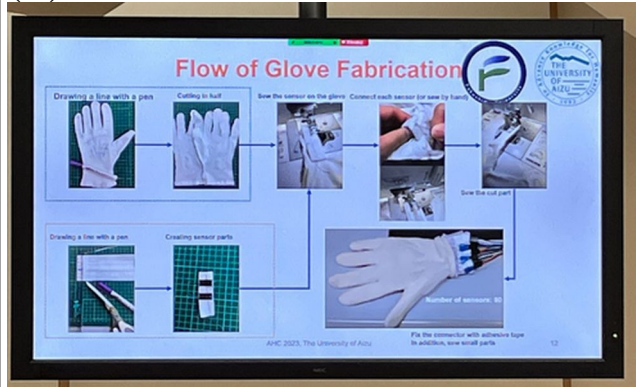 Flow of Glove Fabrication
THE
UNIVERSITY
OF
AIZU
Drawing a line with a pen
Cutting in half
Sew the sensor on the glove
Connect each sensor (or sew by hand)
Sew the cut part
Drawing a line with a pen
Creating sensor parts
Number of sensors: 10
Fix the connector with adhesive tape
In addition, sew small parts
AHC 2023, The University of Aizu
12
NEC